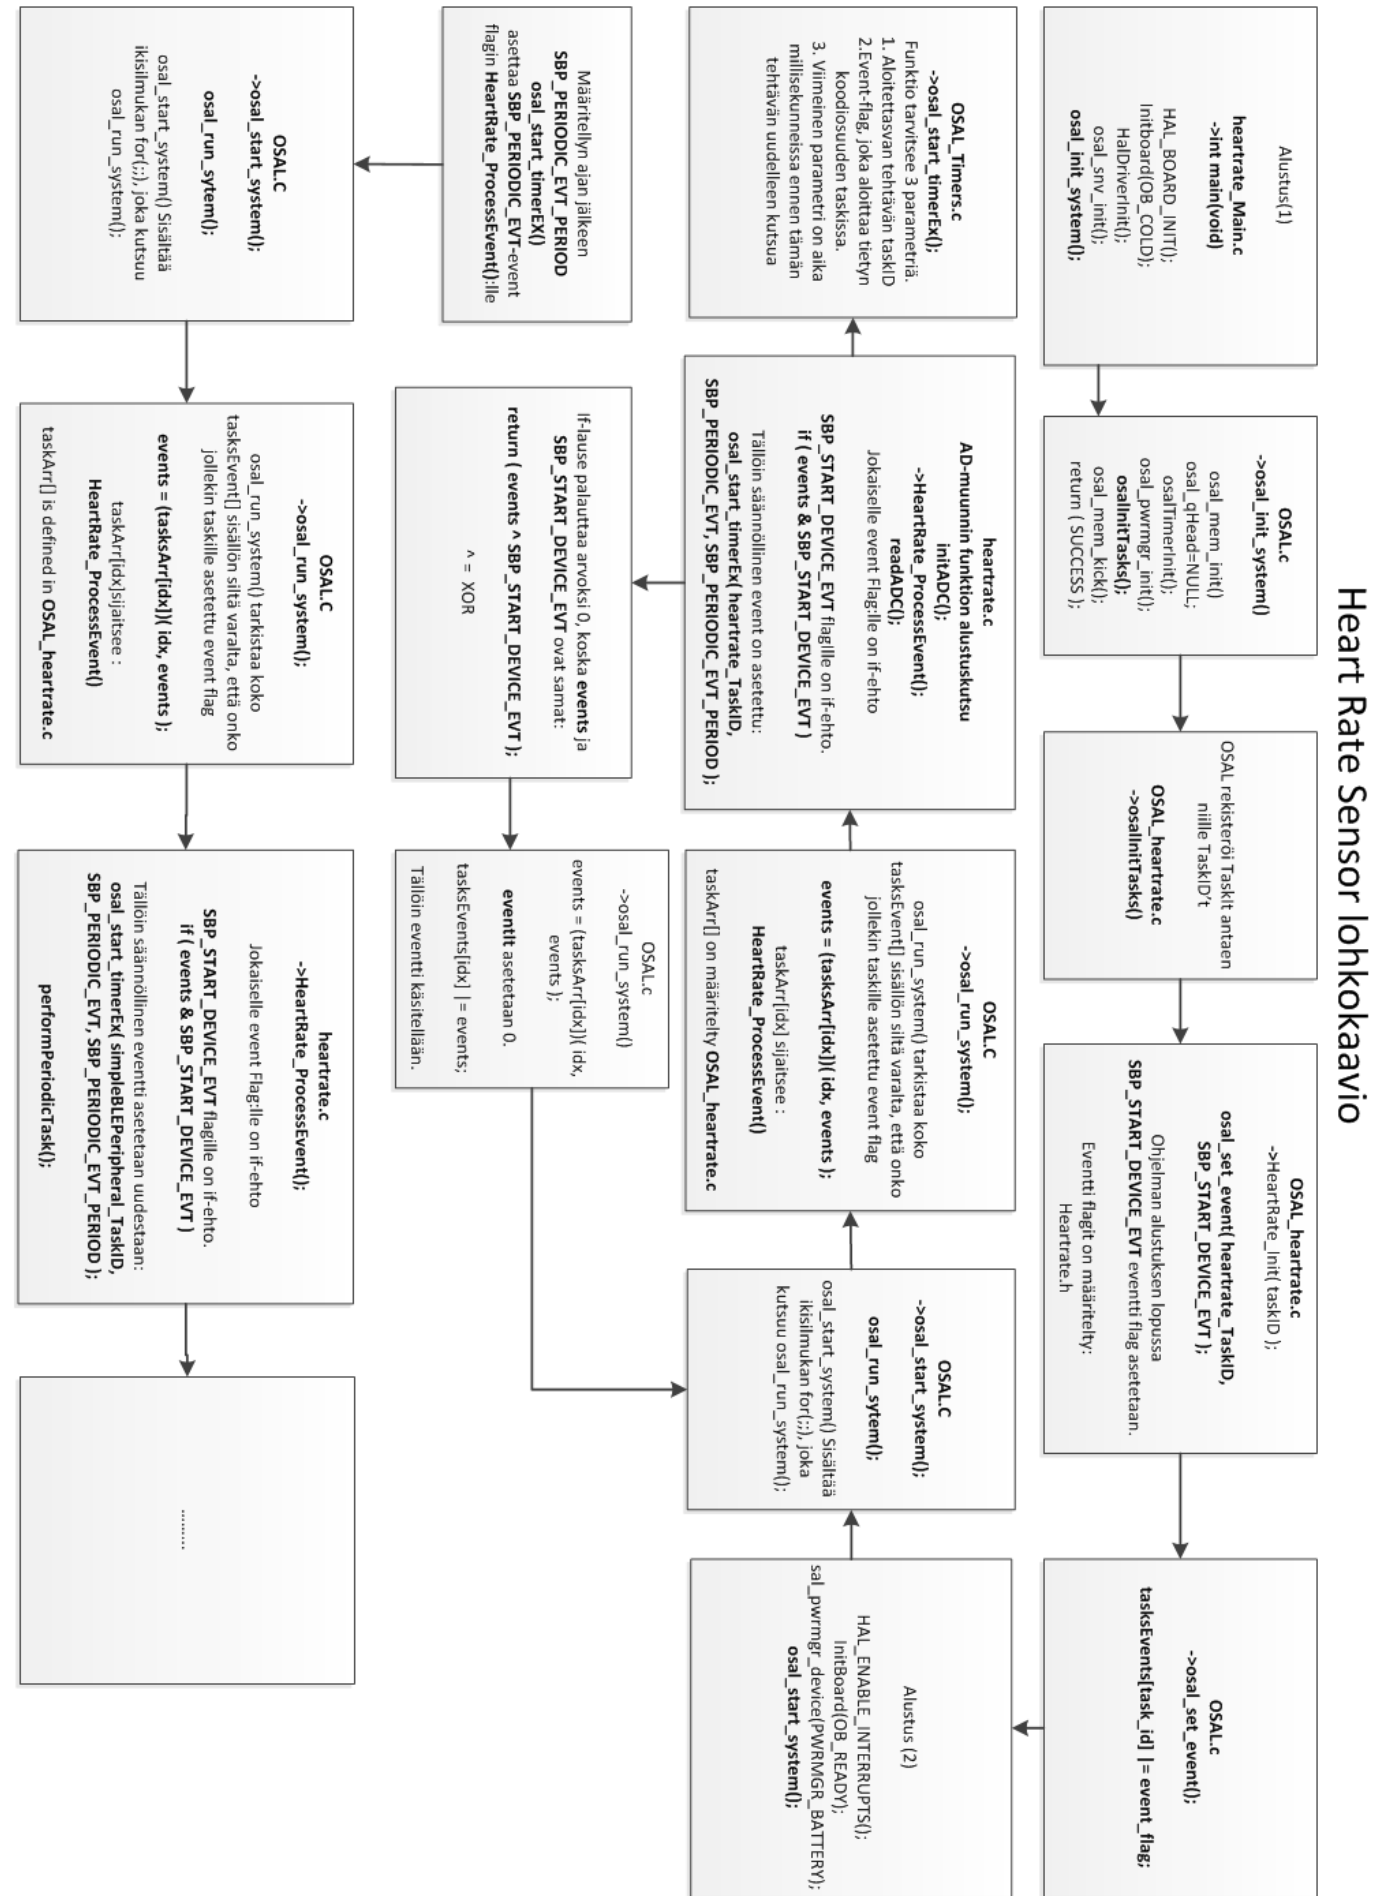 Heart Rate Sensor lohkokaavio
Alustus(1)
heartrate_Main.c
->int main(void)
HAL_BOARD_INIT();
Initboard(OB_COLD);
HalDriverInit();
osal_snv_init();
osal_init_system();
OSAL.c
->osal_init_system()
osal_mem_init()
osal_qHead=NULL;
osalTimerInit();
osal_pwrmgr_init();
osalInitTasks();
osal_mem_kick();
return ( SUCCESS );
OSAL rekisteröi Taskit antaen
niille TaskID't
OSAL_heartrate.c
->osalInitTasks()
OSAL_heartrate.c
->HeartRate_Init( taskID );
osal_set_event( heartrate_TaskID,
SBP_START_DEVICE_EVT );
Ohjelman alustuksen lopussa
SBP_START_DEVICE_EVT eventti flag asetetaan.
Eventti flagit on määritelty:
Heartrate.h
OSAL.c
->osal_set_event();
tasksEvents[task_id] |= event_flag;
Alustus (2)
HAL_ENABLE_INTERRUPTS();
InitBoard(OB_READY);
sal_pwrmgr_device(PWRMGR_BATTERY);
osal_start_system();
OSAL.C
->osal_start_system();
osal_run_sytem();
osal_start_system() Sisältää
ikisilmukan for(;;), joka
kutsuu osal_run_system();
OSAL.C
->osal_run_system();
osal_run_system() tarkistaa koko
tasksEvent[] sisällön siltä varalta, että onko
jollekin taskille asetettu event flag
events = (tasksArr[idx])( idx, events );
taskArr[idx] sijaitsee :
HeartRate_ProcessEvent()
taskArr[] on määritelty OSAL_heartrate.c
heartrate.c
AD-muunnin funktion alustuskutsu
initADC();
->HeartRate_ProcessEvent();
readADC();
Jokaiselle event Flag:lle on if-ehto
SBP_START_DEVICE_EVT flagille on if-ehto.
if ( events & SBP_START_DEVICE_EVT )
Tällöin säännöllinen event on asetettu:
osal_start_timerEx( heartrate_TaskID,
SBP_PERIODIC_EVT, SBP_PERIODIC_EVT_PERIOD );
OSAL_Timers.c
->osal_start_timerEx();
Funktio tarvitsee 3 parametriä.
1. Aloitettasvan tehtävän taskID
2.Event-flag, joka aloittaa tietyn
koodiosuuden taskissa.
3. Viimeinen parametri on aika
millisekunneissa ennen tämän
tehtävän uudelleen kutsua
If-lause palauttaa arvoksi 0, koska events ja
SBP_START_DEVICE_EVT ovat samat:
return ( events ^ SBP_START_DEVICE_EVT );
^ = XOR
OSAL.c
->osal_run_system()
events = (tasksArr[idx])( idx,
events );
eventIt asetetaan 0.
tasksEvents[idx] |= events;
Tällöin eventti käsitellään.
Määritellyn ajan jälkeen
SBP_PERIODIC_EVT_PERIOD
osal_start_timerEX()
asettaa SBP_PERIODIC_EVT-event
flagin HeartRate_ProcessEvent():lle
OSAL.C
->osal_start_system();
osal_run_sytem();
osal_start_system() Sisältää
ikisilmukan for(;;), joka kutsuu
osal_run_system();
OSAL.C
->osal_run_system();
osal_run_system() tarkistaa koko
tasksEvent[] sisällön siltä varalta, että onko
jollekin taskille asetettu event flag
events = (tasksArr[idx])( idx, events );
taskArr[idx]sijaitsee :
HeartRate_ProcessEvent()
taskArr[] is defined in OSAL_heartrate.c
heartrate.c
->HeartRate_ProcessEvent();
Jokaiselle event Flag:lle on if-ehto
SBP_START_DEVICE_EVT flagille on if-ehto.
if ( events & SBP_START_DEVICE_EVT )
Tällöin säännöllinen eventti asetetaan uudestaan:
osal_start_timerEx( simpleBLEPeripheral_TaskID,
SBP_PERIODIC_EVT, SBP_PERIODIC_EVT_PERIOD );
performPeriodicTask();
..........